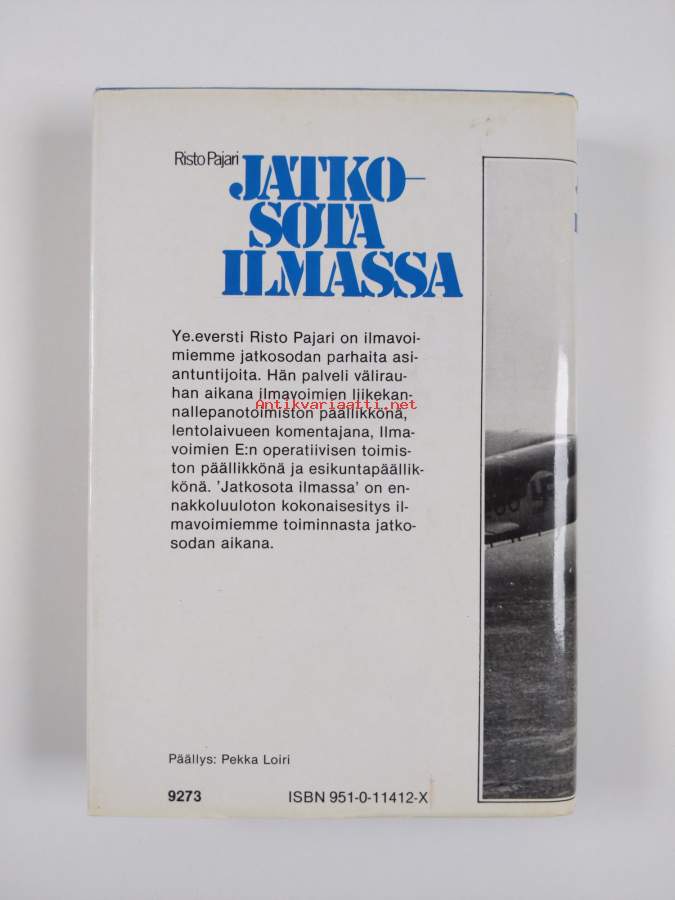 Risto Pajari
JATKO-
SOTA
ILMASSA
Ye.eversti Risto Pajari on ilmavoi-
miemme jatkosodan parhaita asi-
antuntijoita. Hän palveli välirau-
han aikana ilmavoimien liikekan-
nallepanotoimiston päällikkönä,
Antikvariaatti.net
lentolaivueen komentajana, Ilma-
voimien E:n operatiivisen toimis-
ton päällikkönä ja esikuntapäällik-
könä. 'Jatkosota ilmassa' on en-
nakkoluuloton kokonaisesitys il-
mavoimiemme toiminnasta jatko-
sodan aikana.
Päällys: Pekka Loiri
9273 ISBN 951-0-11412-X